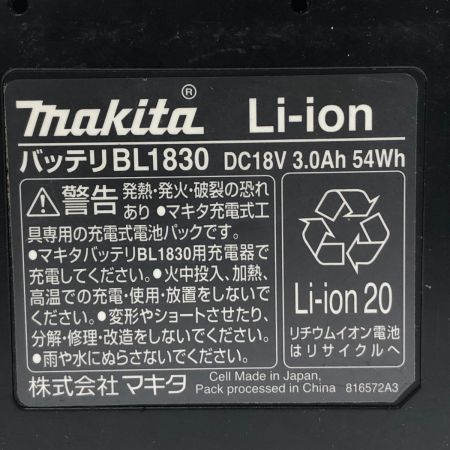 makita® Li-ion
バッテリBL1830 DC18V 3.0Ah 54Wh
⚠警告 発熱・発火・破裂の恐れ
あり ●マキタ充電式工
具専用の充電式電池パックです。
●マキタバッテリBL1830用充電器で
充電してください。●火中投入、加熱、
高温での充電・使用・放置をしないで
ください。●変形やショートさせたり、
分解・修理・改造をしないでください。
●雨や水にぬらさないでください。
Li-ion 20
リチウムイオン電池
はリサイクルへ
株式会社マキタ
Cell Made in Japan,
Pack processed in China 816572A3